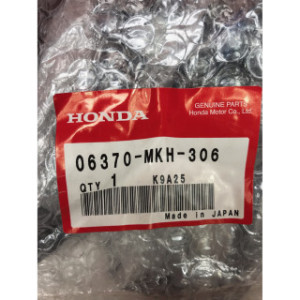 GENUINE PARTS
Honda Motor Co., Ltd.
HONDA
06370-MKH-306
QTY 1 K9A25
Made in JAPAN